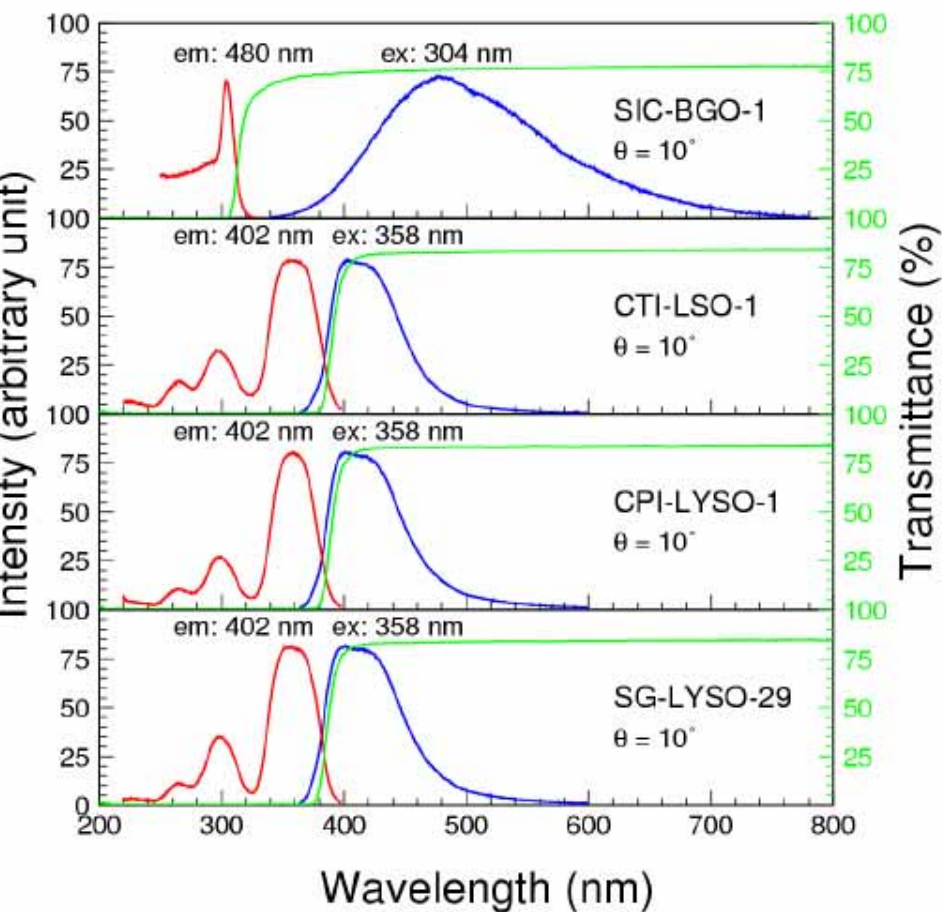 Intensity (arbitrary unit)
Transmittance (%)
100
75
50
25
100
em: 480 nm ex: 304 nm
SIC-BGO-1
θ = 10°
100
75
50
25
100
75
50
25
100
em: 402 nm ex: 358 nm
CTI-LSO-1
θ = 10°
100
75
50
25
75
50
25
100
em: 402 nm ex: 358 nm
CPI-LYSO-1
θ = 10°
100
75
50
25
75
50
25
0
em: 402 nm ex: 358 nm
SG-LYSO-29
θ = 10°
100
75
50
25
200 300 400 500 600 700 800
Wavelength (nm)